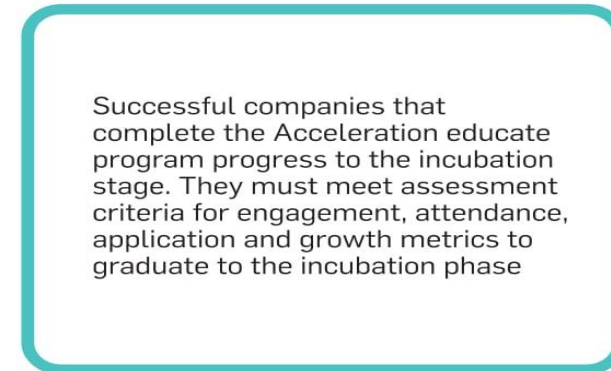 Successful companies that
complete the Acceleration educate
program progress to the incubation
stage. They must meet assessment
criteria for engagement, attendance,
application and growth metrics to
graduate to the incubation phase